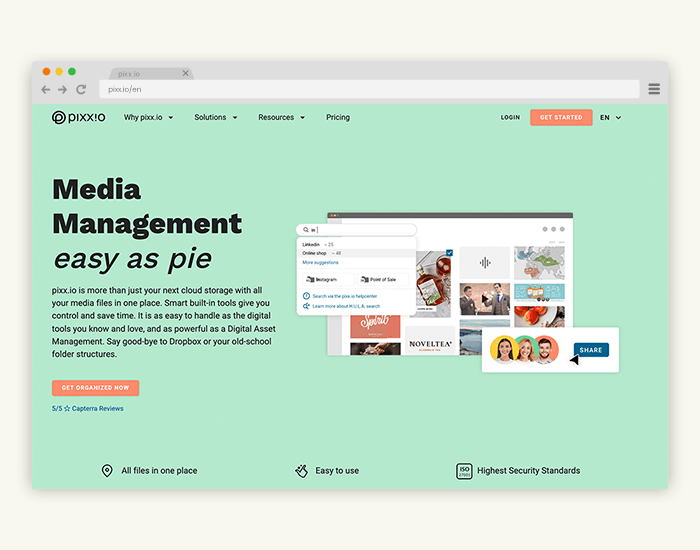 pixx.io
pixx.io/en
pixx!o
Why pixx.io
Solutions
Resources
Pricing
LOGIN
GET STARTED
EN
Media
Management
easy as pie
pixx.io is more than just your next cloud storage with all
your media files in one place. Smart built-in tools give you
control and save time. It is as easy to handle as the digital
tools you know and love, and as powerful as a Digital Asset
Management. Say good-bye to Dropbox or your old-school
folder structures.
GET ORGANIZED NOW
5/5 ☆ Capterra Reviews
in
LinkedIn ~ 25
Online shop ~ 48
More suggestions
Instagram
Point of Sale
Search via the pixx.io helpcenter
Learn more about M.U.L.A. search
NOVELTEA
SHARE
All files in one place
Easy to use
ISO
27001
Highest Security Standards